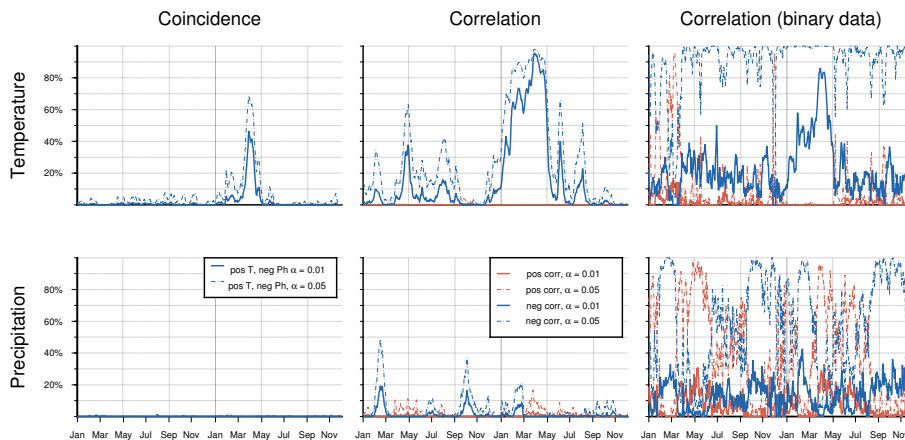 Coincidence Correlation Correlation (binary data)
Temperature
80%
60%
40%
20%
Precipitation
80%
60%
40%
20%
pos T, neg Ph α = 0.01
pos T, neg Ph, α = 0.05
pos corr, α = 0.01
pos corr, α = 0.05
neg corr, α = 0.01
neg corr, α = 0.05
Jan Mar May Jul Sep Nov Jan Mar May Jul Sep Nov
Jan Mar May Jul Sep Nov Jan Mar May Jul Sep Nov
Jan Mar May Jul Sep Nov Jan Mar May Jul Sep Nov